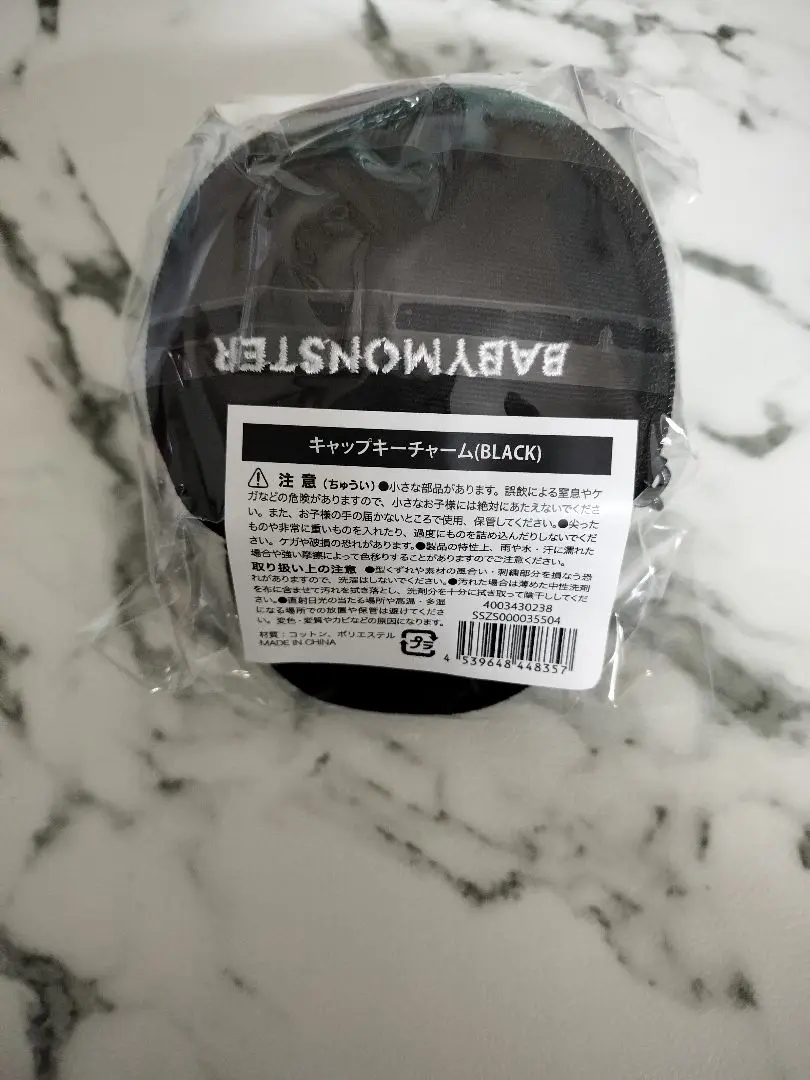 BABYMONSTER
キャップキーチャーム(BLACK)
注意(ちゅうい)●小さな部品があります。誤飲による窒息やケ
ガなどの危険がありますので、小さなお子様には絶対にあたえないでくださ
い。また、お子様の手の届かないところで使用、保管してください。●尖った
ものや非常に重いものを入れたり、過度にものを詰め込んだりしないでくだ
さい。ケガや破損の恐れがあります。●製品の特性上、雨や水・汗に濡れた
場合や強い摩擦によって色移りすることがありますのでご注意ください。
取り扱い上の注意 ●型くずれや素材の風合い・刺繍部分を損なう恐
れがありますので、洗濯はしないでください。●汚れた場合は薄めた中性洗剤
を布に含ませて汚れを拭き落とし、洗剤分を十分に拭き取って陰干ししてくだ
さい。●直射日光の当たる場所や高温・多湿
になる場所での放置や保管は避けてくださ
い。変色・変質やカビなどの原因になります。
4003430238
SSZS000035504
材質：コットン、ポリエステル
MADE IN CHINA
プラ
4 539648 448357